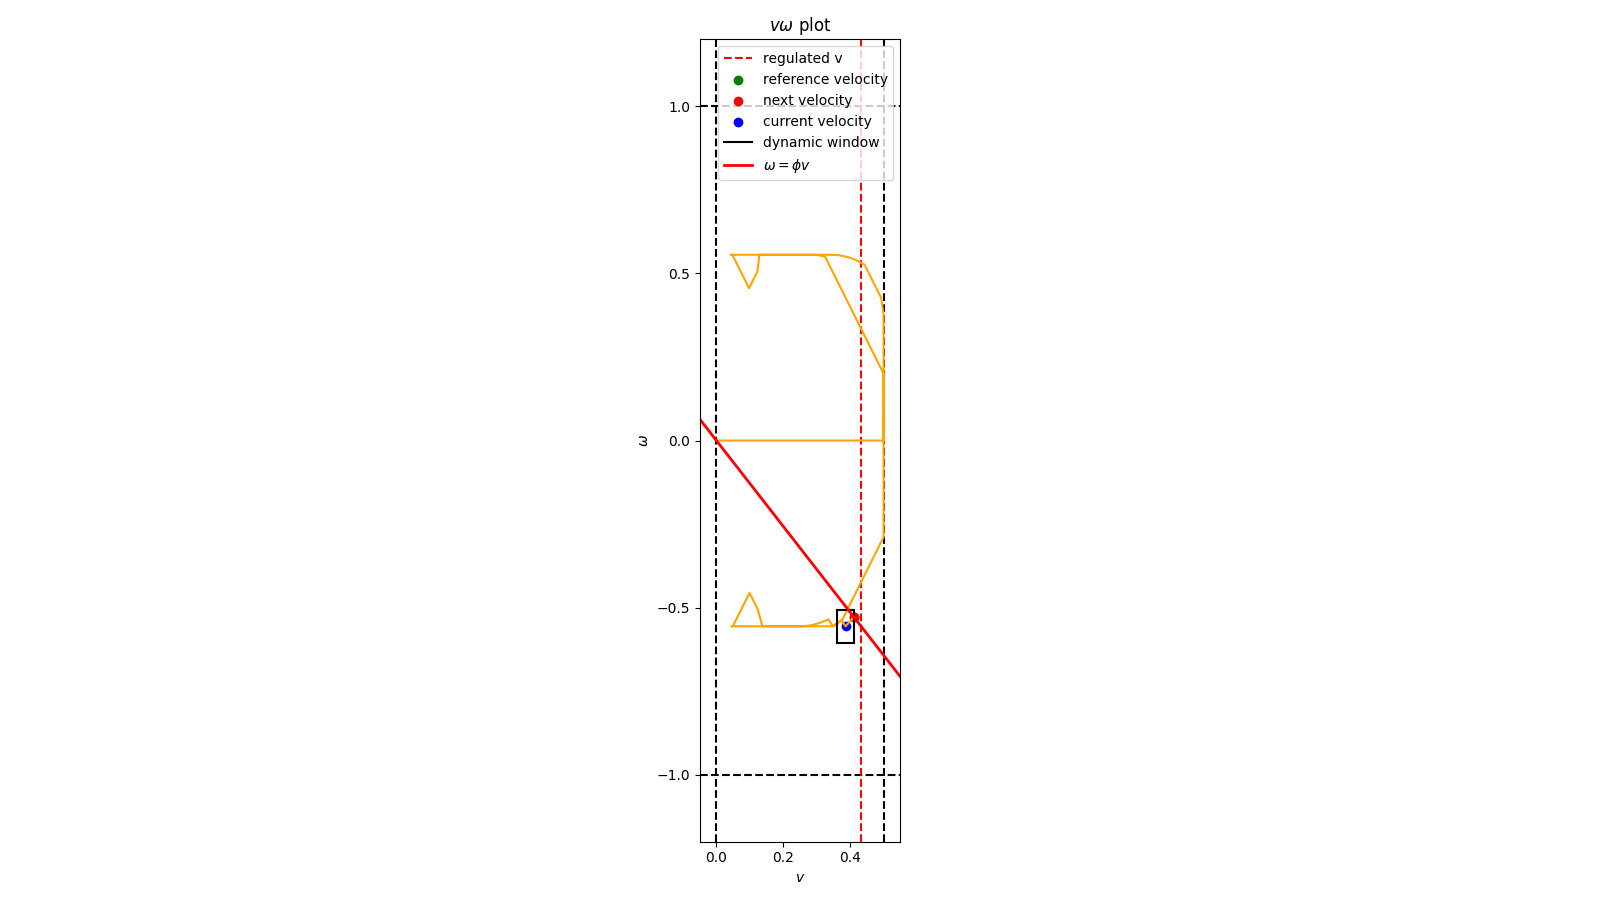 vω plot
regulated v
reference velocity
next velocity
current velocity
dynamic window
ω = ϕv
1.0
0.5
0.0
−0.5
−1.0
ω
0.0 0.2 0.4
v